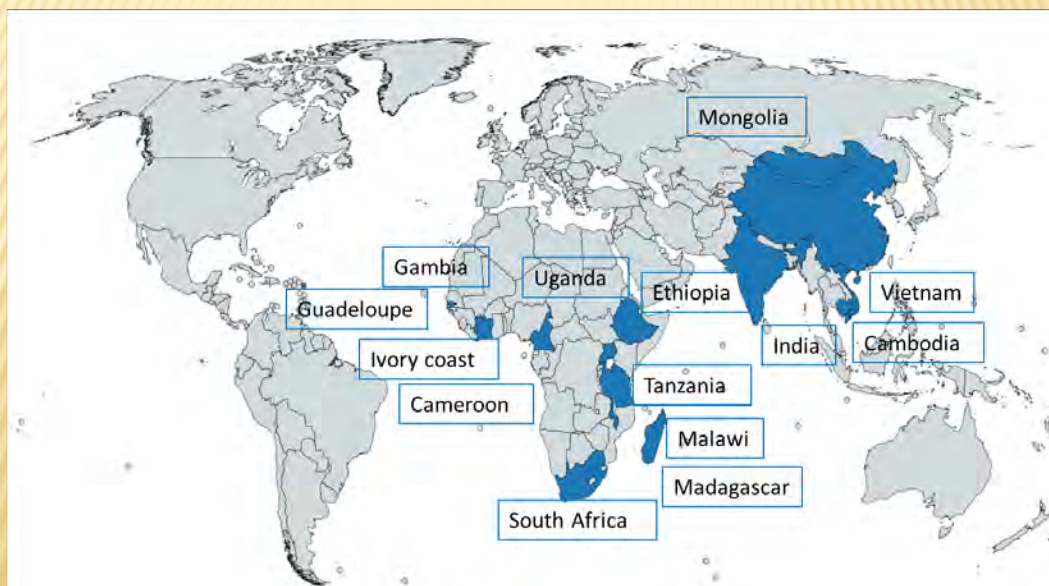 Mongolia
Gambia
Uganda
Ethiopia
Vietnam
Guadeloupe
India
Cambodia
Ivory coast
Tanzania
Cameroon
Malawi
Madagascar
South Africa